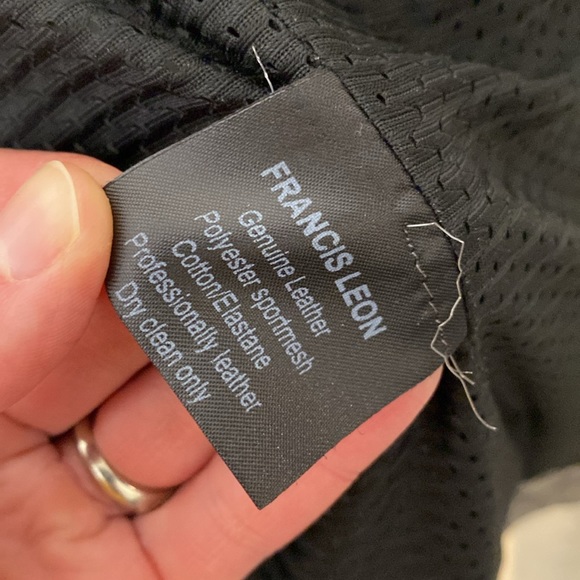 FRANCIS LEON
Genuine Leather
Polyester sportmesh
Cotton/Elastane
Professionally leather
Dry clean only